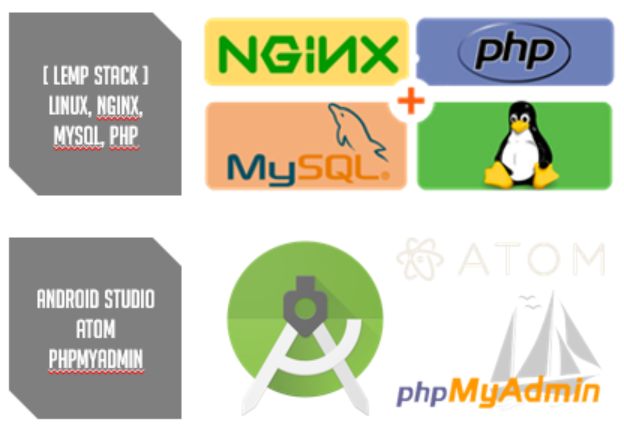 [ LEMP STACK ]
LINUX, NGINX,
MYSQL, PHP
NGiNX
php
MySQL®
ANDROID STUDIO
ATOM
PHPMYADMIN
ATOM
phpMyAdmin